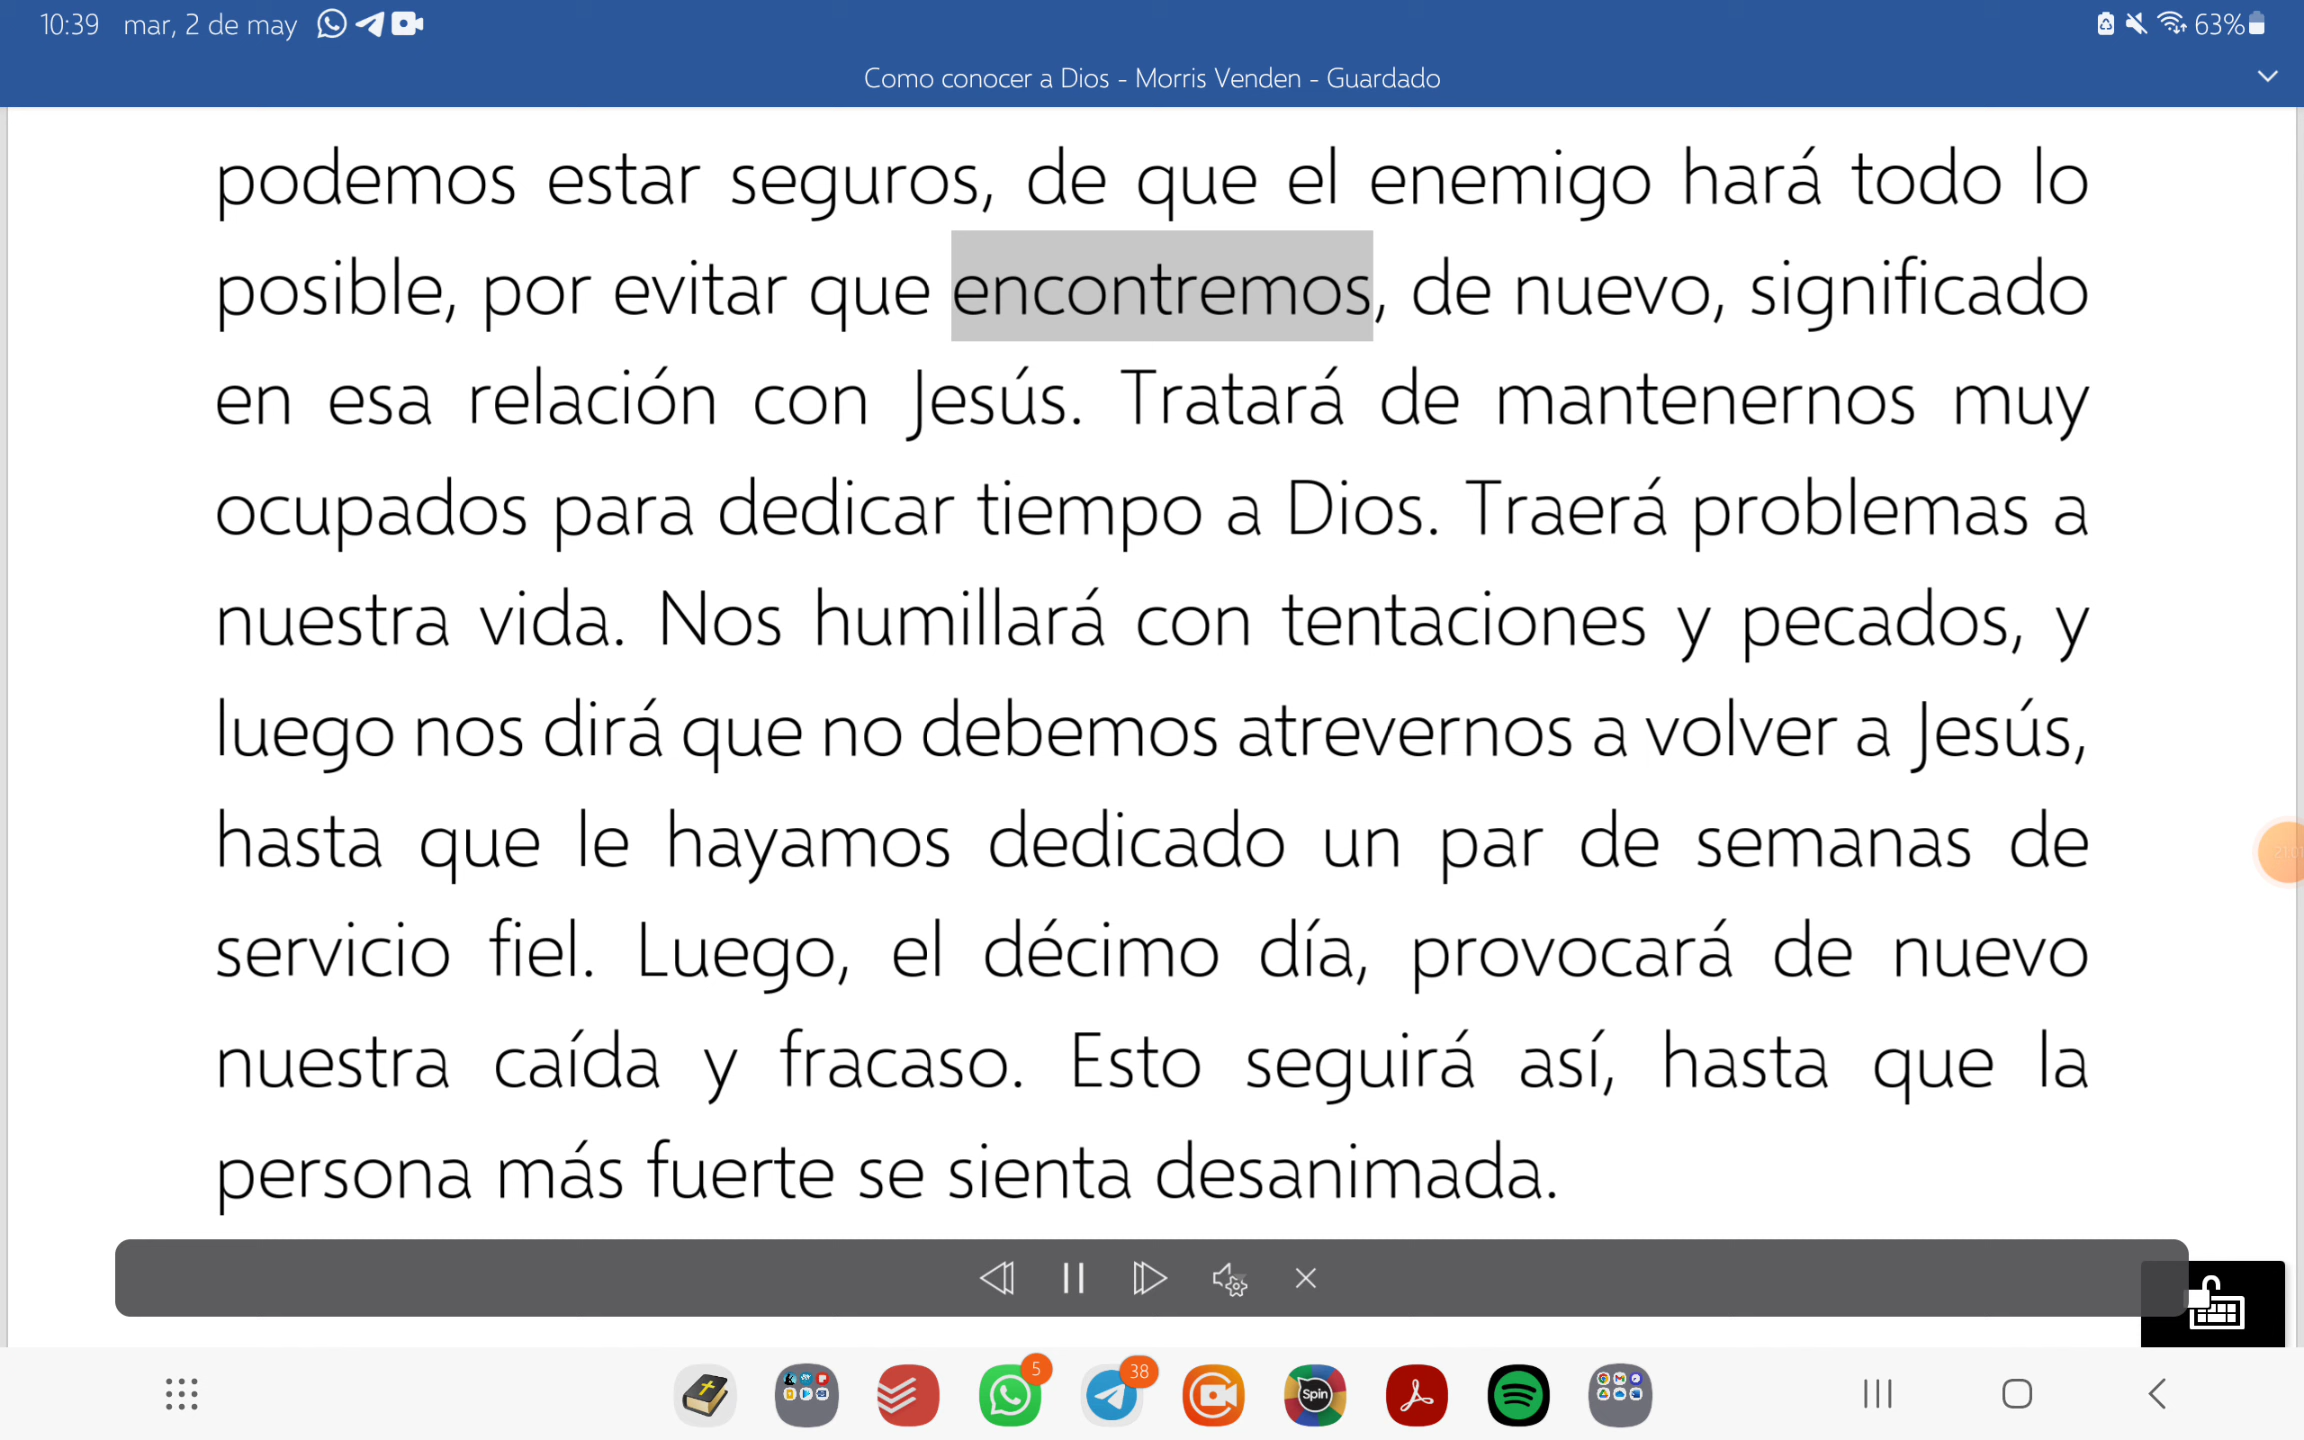 10:39 mar, 2 de may 63%
Como conocer a Dios - Morris Venden - Guardado
podemos estar seguros, de que el enemigo hará todo lo
posible, por evitar que encontremos, de nuevo, significado
en esa relación con Jesús. Tratará de mantenernos muy
ocupados para dedicar tiempo a Dios. Traerá problemas a
nuestra vida. Nos humillará con tentaciones y pecados, y
luego nos dirá que no debemos atrevernos a volver a Jesús,
hasta que le hayamos dedicado un par de semanas de
servicio fiel. Luego, el décimo día, provocará de nuevo
nuestra caída y fracaso. Esto seguirá así, hasta que la
persona más fuerte se sienta desanimada.
5 38
Spin